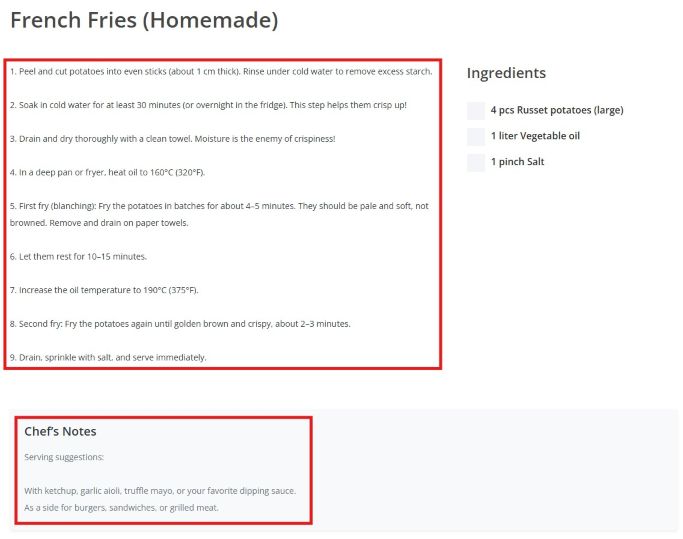 French Fries (Homemade)
1. Peel and cut potatoes into even sticks (about 1 cm thick). Rinse under cold water to remove excess starch.
2. Soak in cold water for at least 30 minutes (or overnight in the fridge). This step helps them crisp up!
3. Drain and dry thoroughly with a clean towel. Moisture is the enemy of crispiness!
4. In a deep pan or fryer, heat oil to 160°C (320°F).
5. First fry (blanching): Fry the potatoes in batches for about 4–5 minutes. They should be pale and soft, not
browned. Remove and drain on paper towels.
6. Let them rest for 10–15 minutes.
7. Increase the oil temperature to 190°C (375°F).
8. Second fry: Fry the potatoes again until golden brown and crispy, about 2–3 minutes.
9. Drain, sprinkle with salt, and serve immediately.
Ingredients
4 pcs Russet potatoes (large)
1 liter Vegetable oil
1 pinch Salt
Chef's Notes
Serving suggestions:
With ketchup, garlic aioli, truffle mayo, or your favorite dipping sauce.
As a side for burgers, sandwiches, or grilled meat.